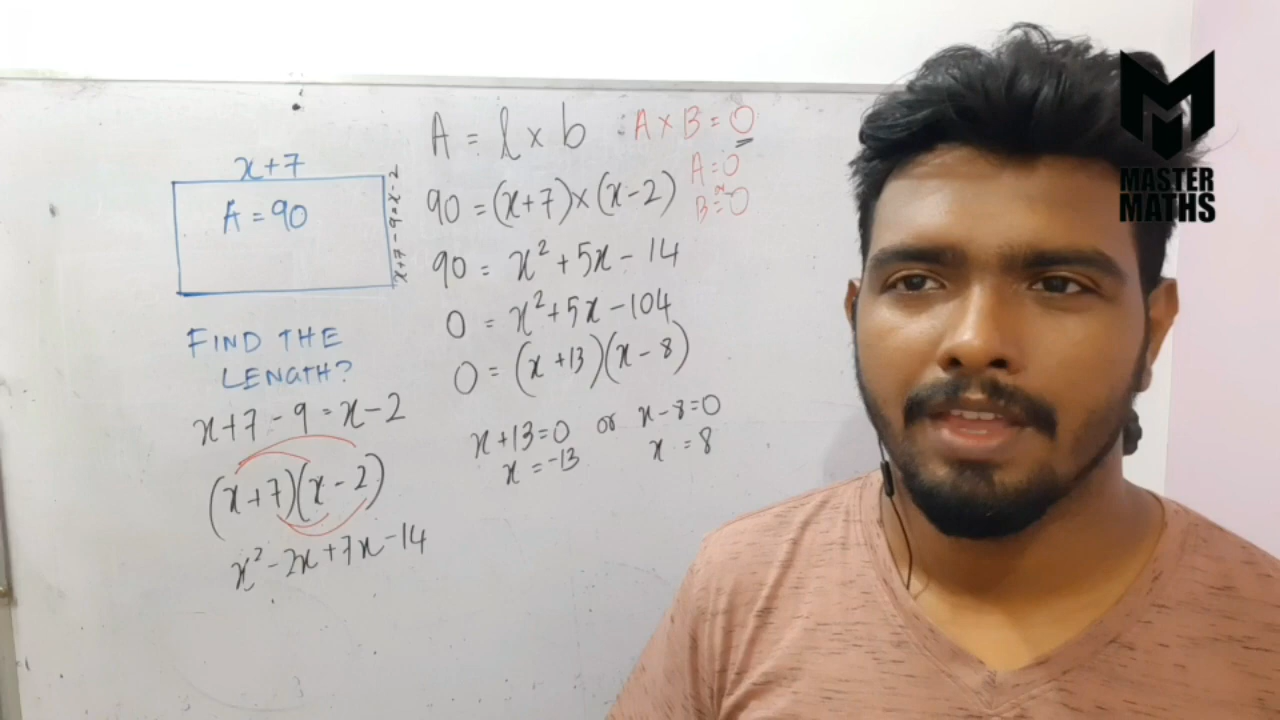 x+7
A = 90
x+7-9=x-2
FIND THE
LENGTH?
x+7-9=x-2
(x+7)(x-2)
x²-2x+7x-14
A = l × b
90 = (x+7)×(x-2)
90 = x²+5x-14
0 = x²+5x-104
0 = (x+13)(x-8)
x+13=0 or x-8=0
x=-13 x=8
A×B=0
A=0
or
B=0
M
MASTER
MATHS